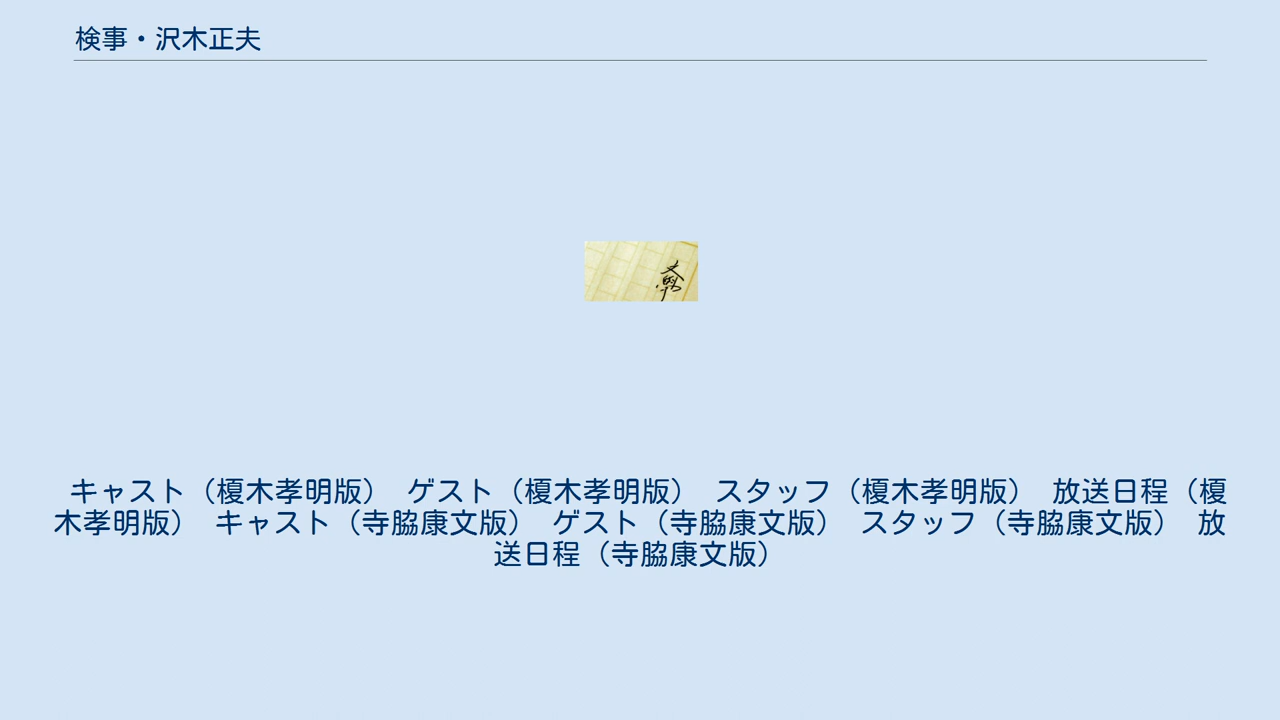 検事・沢木正夫
キャスト（榎木孝明版） ゲスト（榎木孝明版） スタッフ（榎木孝明版） 放送日程（榎
木孝明版） キャスト（寺脇康文版） ゲスト（寺脇康文版） スタッフ（寺脇康文版） 放
送日程（寺脇康文版）